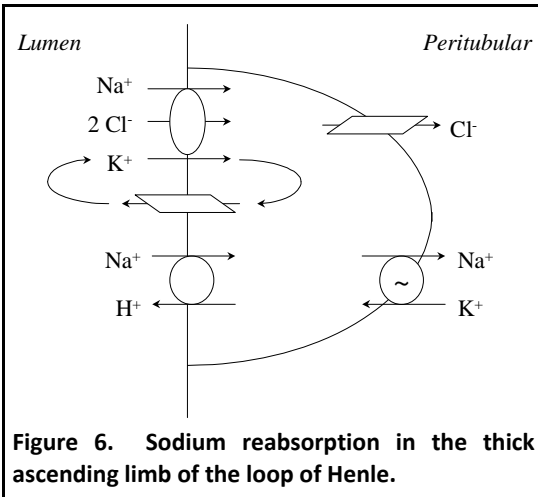 Lumen Peritubular
Na⁺
2 Cl⁻ Cl⁻
K⁺
Na⁺ Na⁺
~
H⁺ K⁺
Figure 6. Sodium reabsorption in the thick
ascending limb of the loop of Henle.